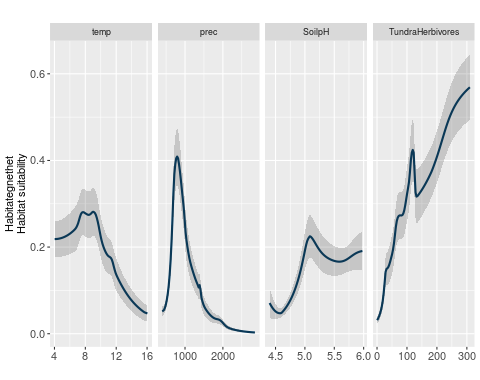 temp
prec
SoilpH
TundraHerbivores
Habitategnethet
Habitat suitability
0.6
0.4
0.2
0.0
4 8 12 16
1000 2000
4.5 5.0 5.5 6.0
0 100 200 300